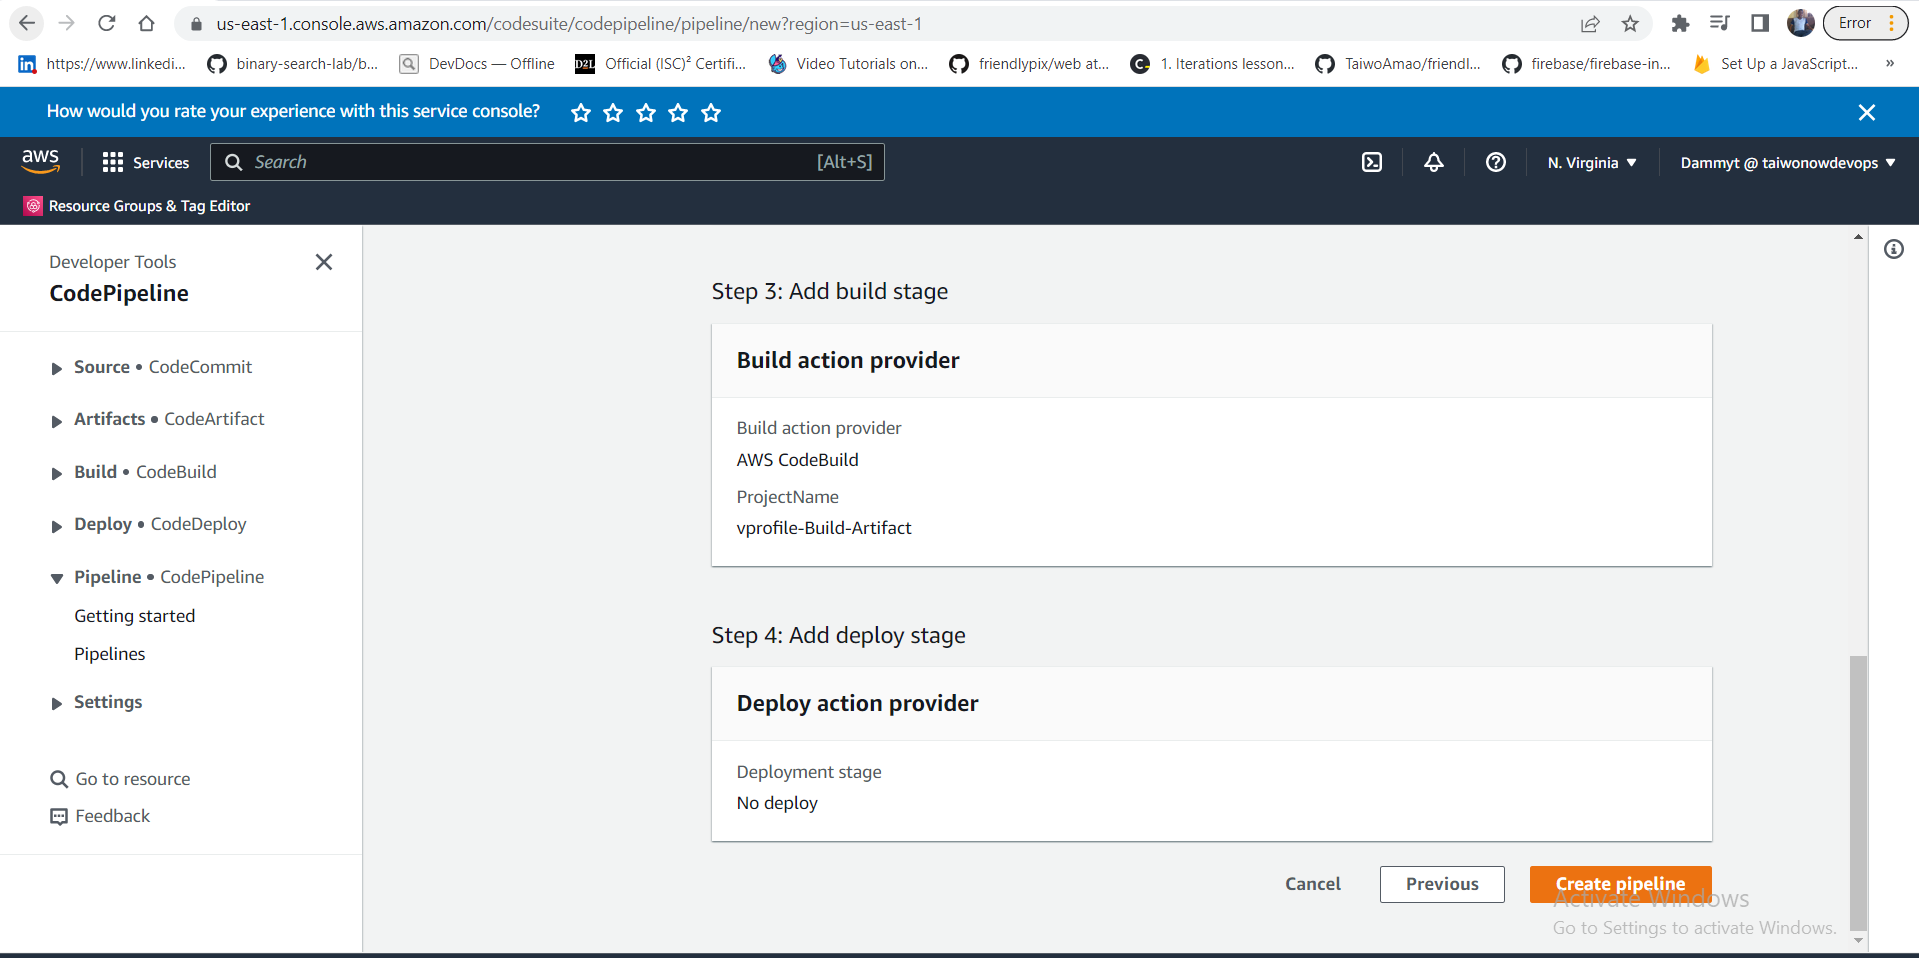 us-east-1.console.aws.amazon.com/codesuite/codepipeline/pipeline/new?region=us-east-1
Error
https://www.linkedi...
binary-search-lab/b...
DevDocs — Offline
D2L
Official (ISC)² Certifi...
Video Tutorials on...
friendlypix/web at...
1. Iterations lesson...
TaiwoAmao/friendl...
firebase/firebase-in...
Set Up a JavaScript...
»
How would you rate your experience with this service console?
aws
Services
Search
[Alt+S]
N. Virginia
Dammyt @ taiwonowdevops
Resource Groups & Tag Editor
Developer Tools
CodePipeline
Source • CodeCommit
Artifacts • CodeArtifact
Build • CodeBuild
Deploy • CodeDeploy
Pipeline • CodePipeline
Getting started
Pipelines
Settings
Go to resource
Feedback
Step 3: Add build stage
Build action provider
Build action provider
AWS CodeBuild
ProjectName
vprofile-Build-Artifact
Step 4: Add deploy stage
Deploy action provider
Deployment stage
No deploy
Cancel
Previous
Create pipeline
Activate Windows
Go to Settings to activate Windows.